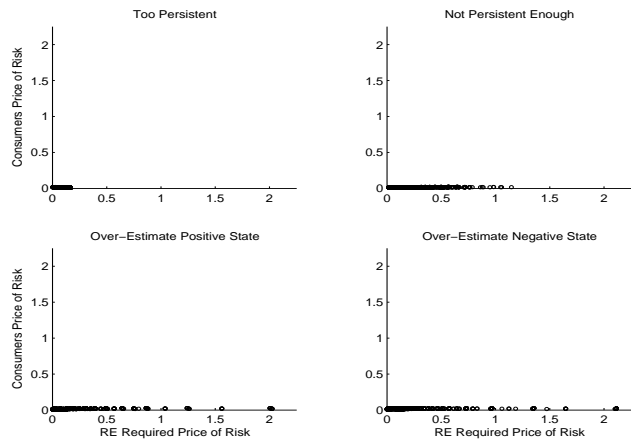 Too Persistent
Not Persistent Enough
2
1.5
1
0.5
0
Consumers Price of Risk
0 0.5 1 1.5 2
2
1.5
1
0.5
0
0 0.5 1 1.5 2
Over−Estimate Positive State
Over−Estimate Negative State
2
1.5
1
0.5
0
Consumers Price of Risk
0 0.5 1 1.5 2
RE Required Price of Risk
2
1.5
1
0.5
0
0 0.5 1 1.5 2
RE Required Price of Risk